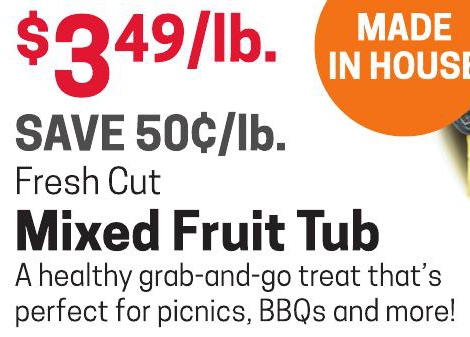 $3.49/lb.
MADE
IN HOUSE
SAVE 50¢/lb.
Fresh Cut
Mixed Fruit Tub
A healthy grab-and-go treat that's
perfect for picnics, BBQs and more!